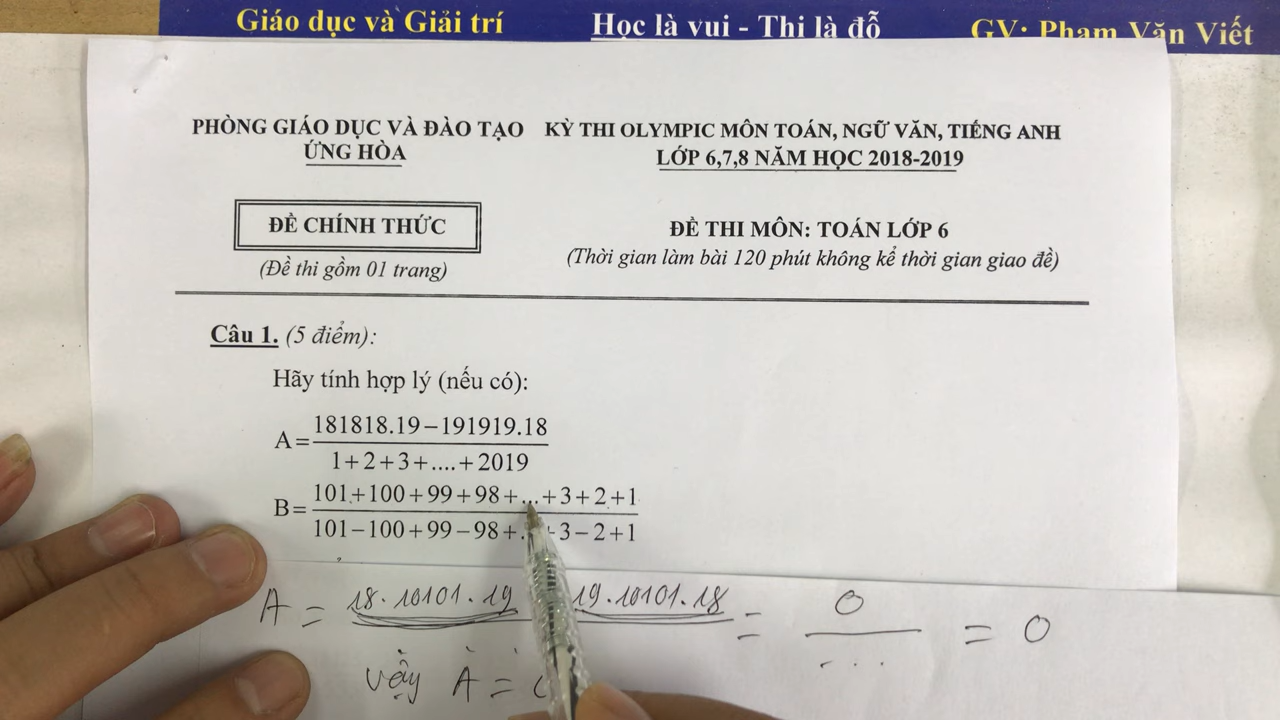 Giáo dục và Giải trí Học là vui - Thi là đỗ GV: Phạm Văn Viết
PHÒNG GIÁO DỤC VÀ ĐÀO TẠO KỲ THI OLYMPIC MÔN TOÁN, NGỮ VĂN, TIẾNG ANH
ỨNG HÒA LỚP 6,7,8 NĂM HỌC 2018-2019
ĐỀ CHÍNH THỨC ĐỀ THI MÔN: TOÁN LỚP 6
(Đề thi gồm 01 trang) (Thời gian làm bài 120 phút không kể thời gian giao đề)
Câu 1. (5 điểm):
Hãy tính hợp lý (nếu có):
181818.19-191919.18
A=
1+2+3+....+2019
101+100+99+98+...+3+2+1
B=
101-100+99-98+. +3-2+1
A = 18.10101.19 19.10101.18 = 0 = 0
...
vậy A =